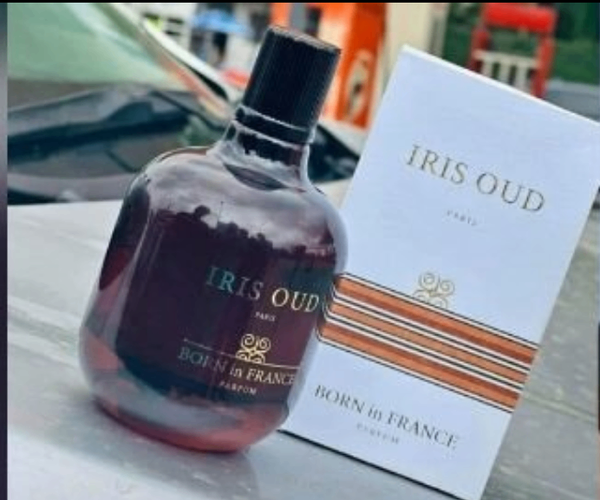 IRIS OUD
PARIS
BORN in FRANCE
PARFUM
IRIS OUD
PARIS
BORN in FRANCE
PARFUM